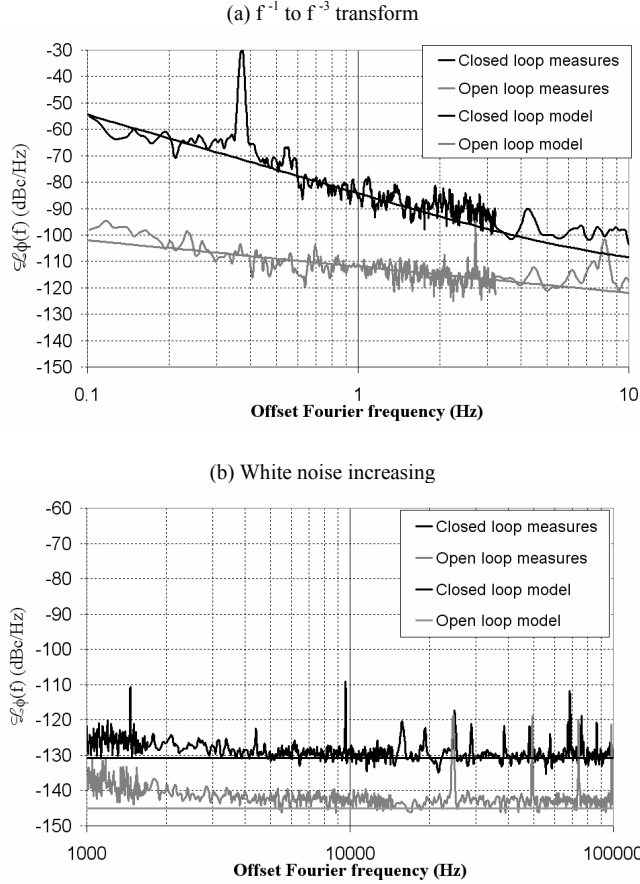 (a) f -1 to f -3 transform
-30
-40
-50
-60
-70
-80
-90
-100
-110
-120
-130
-140
-150
ℒϕ(f) (dBc/Hz)
Closed loop measures
Open loop measures
Closed loop model
Open loop model
0.1
1
10
Offset Fourier frequency (Hz)
(b) White noise increasing
-60
-70
-80
-90
-100
-110
-120
-130
-140
-150
ℒϕ(f) (dBc/Hz)
Closed loop measures
Open loop measures
Closed loop model
Open loop model
1000
10000
100000
Offset Fourier frequency (Hz)